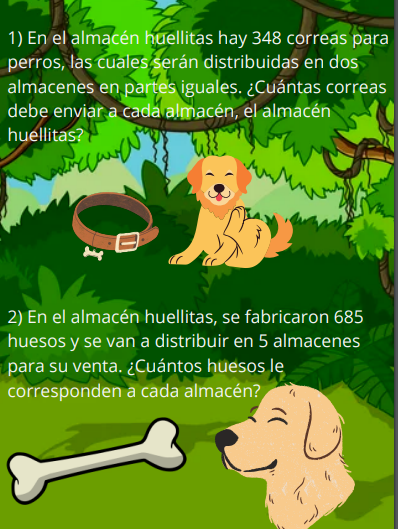 1) En el almacén huellitas hay 348 correas para
perros, las cuales serán distribuidas en dos
almacenes en partes iguales. ¿Cuántas correas
debe enviar a cada almacén, el almacén
huellitas?
2) En el almacén huellitas, se fabricaron 685
huesos y se van a distribuir en 5 almacenes
para su venta. ¿Cuántos huesos le
corresponden a cada almacén?